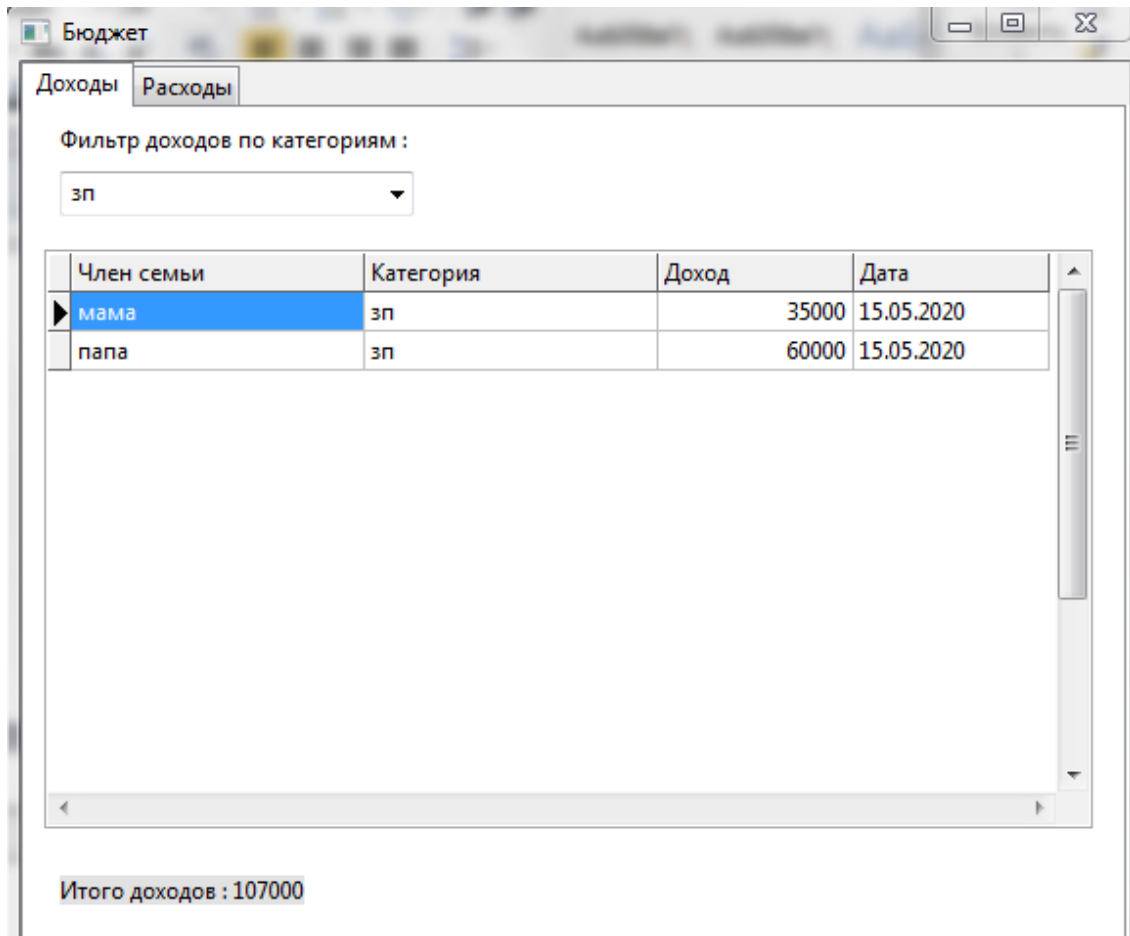 Бюджет
Доходы Расходы
Фильтр доходов по категориям :
зп
Член семьи Категория Доход Дата
мама зп 35000 15.05.2020
папа зп 60000 15.05.2020
Итого доходов : 107000